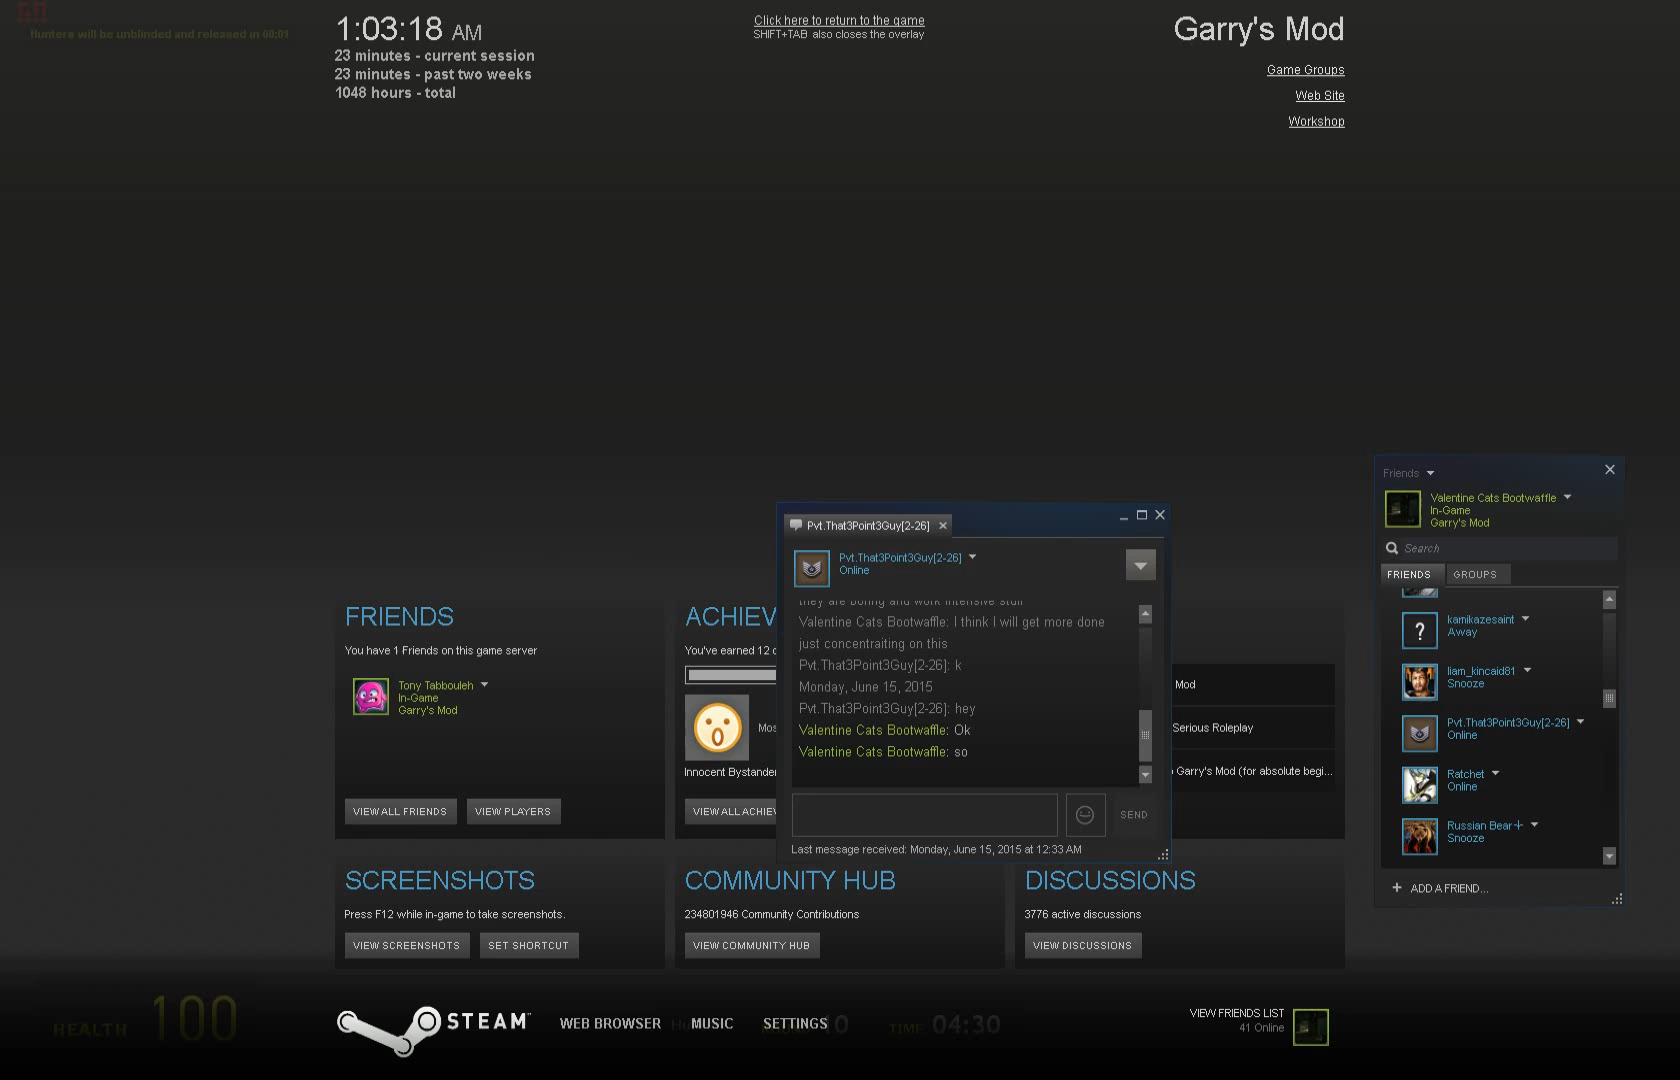 Hunters will be unblinded and released in 00:01
1:03:18 AM
23 minutes - current session
23 minutes - past two weeks
1048 hours - total
Click here to return to the game
SHIFT+TAB also closes the overlay
Garry's Mod
Game Groups
Web Site
Workshop
FRIENDS
You have 1 Friends on this game server
Tony Tabbouleh
In-Game
Garry's Mod
VIEW ALL FRIENDS
VIEW PLAYERS
ACHIEV
You've earned 12
Mos
Innocent Bystander
VIEW ALL ACHIEV
Pvt.That3Point3Guy[2-26]
Pvt.That3Point3Guy[2-26]
Online
they are boring and work intensive stuff
Valentine Cats Bootwaffle: I think I will get more done
just concentraiting on this
Pvt.That3Point3Guy[2-26]: k
Monday, June 15, 2015
Pvt.That3Point3Guy[2-26]: hey
Valentine Cats Bootwaffle: Ok
Valentine Cats Bootwaffle: so
SEND
Last message received: Monday, June 15, 2015 at 12:33 AM
Mod
Serious Roleplay
Garry's Mod (for absolute begi...
Friends
Valentine Cats Bootwaffle
In-Game
Garry's Mod
Search
FRIENDS
GROUPS
kamikazesaint
Away
liam_kincaid81
Snooze
Pvt.That3Point3Guy[2-26]
Online
Ratchet
Online
Russian Bear
Snooze
+ ADD A FRIEND...
SCREENSHOTS
Press F12 while in-game to take screenshots.
VIEW SCREENSHOTS
SET SHORTCUT
COMMUNITY HUB
234801946 Community Contributions
VIEW COMMUNITY HUB
DISCUSSIONS
3776 active discussions
VIEW DISCUSSIONS
HEALTH 100
STEAM
WEB BROWSER
MUSIC
SETTINGS
TIME 04:30
VIEW FRIENDS LIST
41 Online